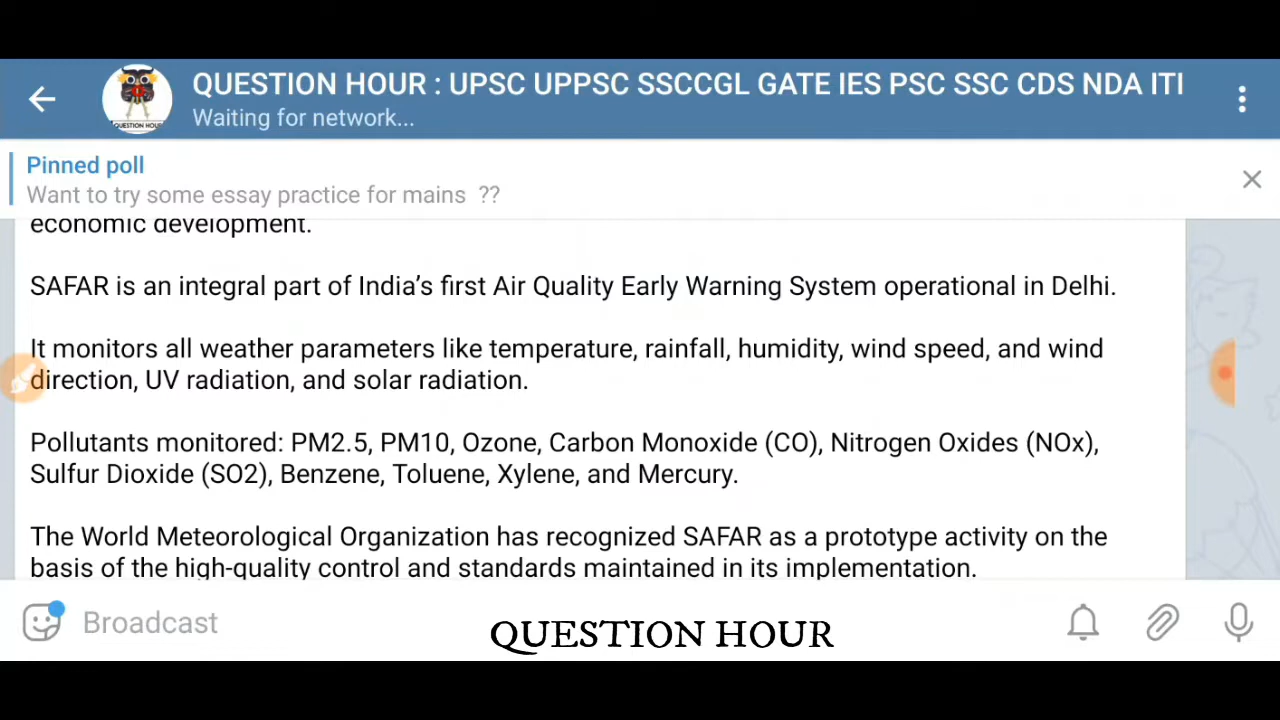 QUESTION HOUR : UPSC UPPSC SSCCGL GATE IES PSC SSC CDS NDA ITI
QUESTION HOUR
Waiting for network...
Pinned poll
Want to try some essay practice for mains ??
economic development.
SAFAR is an integral part of India’s first Air Quality Early Warning System operational in Delhi.
It monitors all weather parameters like temperature, rainfall, humidity, wind speed, and wind
direction, UV radiation, and solar radiation.
Pollutants monitored: PM2.5, PM10, Ozone, Carbon Monoxide (CO), Nitrogen Oxides (NOx),
Sulfur Dioxide (SO2), Benzene, Toluene, Xylene, and Mercury.
The World Meteorological Organization has recognized SAFAR as a prototype activity on the
basis of the high-quality control and standards maintained in its implementation.
Broadcast
QUESTION HOUR